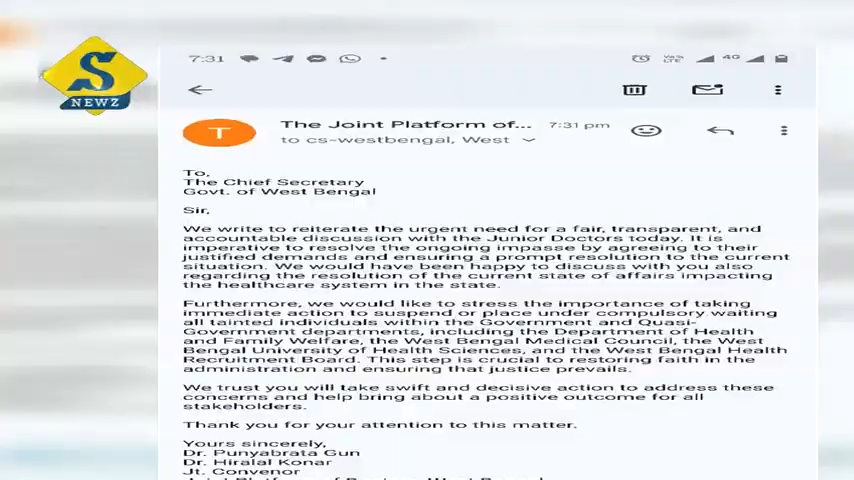 S
NEWZ
7:31
4G
T
The Joint Platform of...
7:31 pm
to cs-westbengal, West
To,
The Chief Secretary
Govt. of West Bengal
Sir,
We write to reiterate the urgent need for a fair, transparent, and
accountable discussion with the Junior Doctors today. It is
imperative to resolve the ongoing impasse by agreeing to their
justified demands and ensuring a prompt resolution to the current
situation. We would have been happy to discuss with you also
regarding the resolution of the current state of affairs impacting
the healthcare system in the state.
Furthermore, we would like to stress the importance of taking
immediate action to suspend or place under compulsory waiting
all tainted individuals within the Government and Quasi-
Government departments, including the Department of Health
and Family Welfare, the West Bengal Medical Council, the West
Bengal University of Health Sciences, and the West Bengal Health
Recruitment Board. This step is crucial to restoring faith in the
administration and ensuring that justice prevails.
We trust you will take swift and decisive action to address these
concerns and help bring about a positive outcome for all
stakeholders.
Thank you for your attention to this matter.
Yours sincerely,
Dr. Punyabrata Gun
Dr. Hiralal Konar
Jt. Convenor